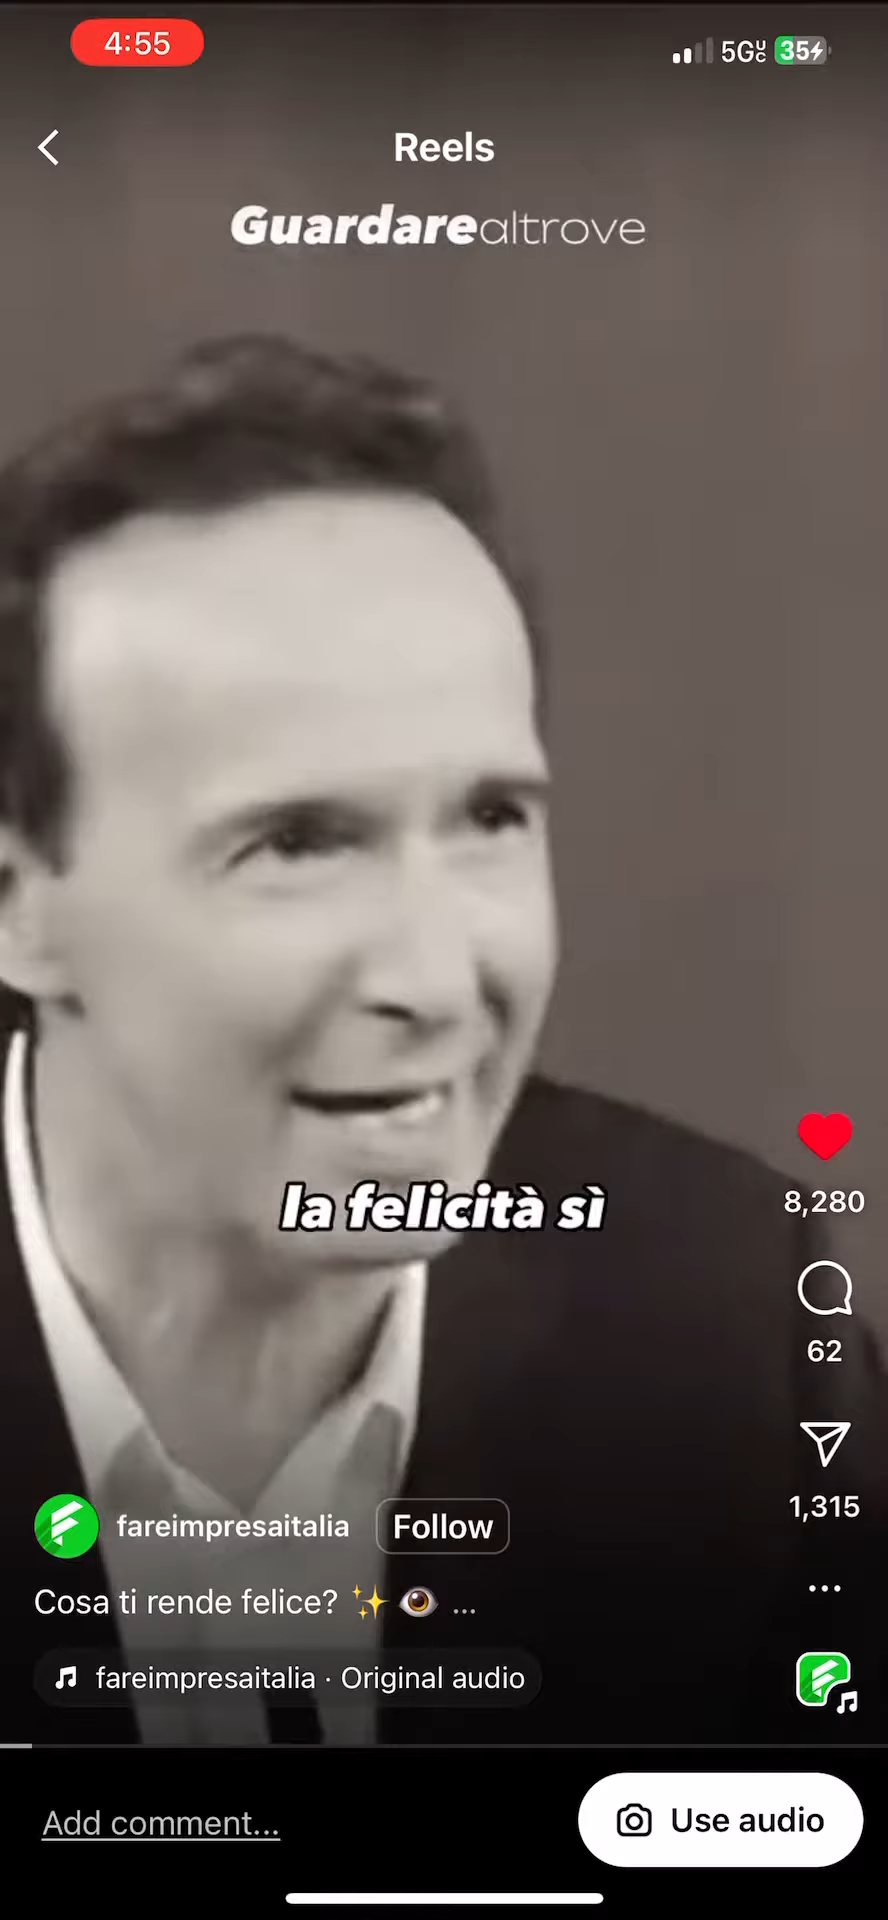 4:55
5GUC 35
Reels
Guardarealtrove
la felicità sì
8,280
62
1,315
fareimpresaitalia Follow
Cosa ti rende felice? ✨ 👁️ ...
fareimpresaitalia · Original audio
Add comment...
Use audio